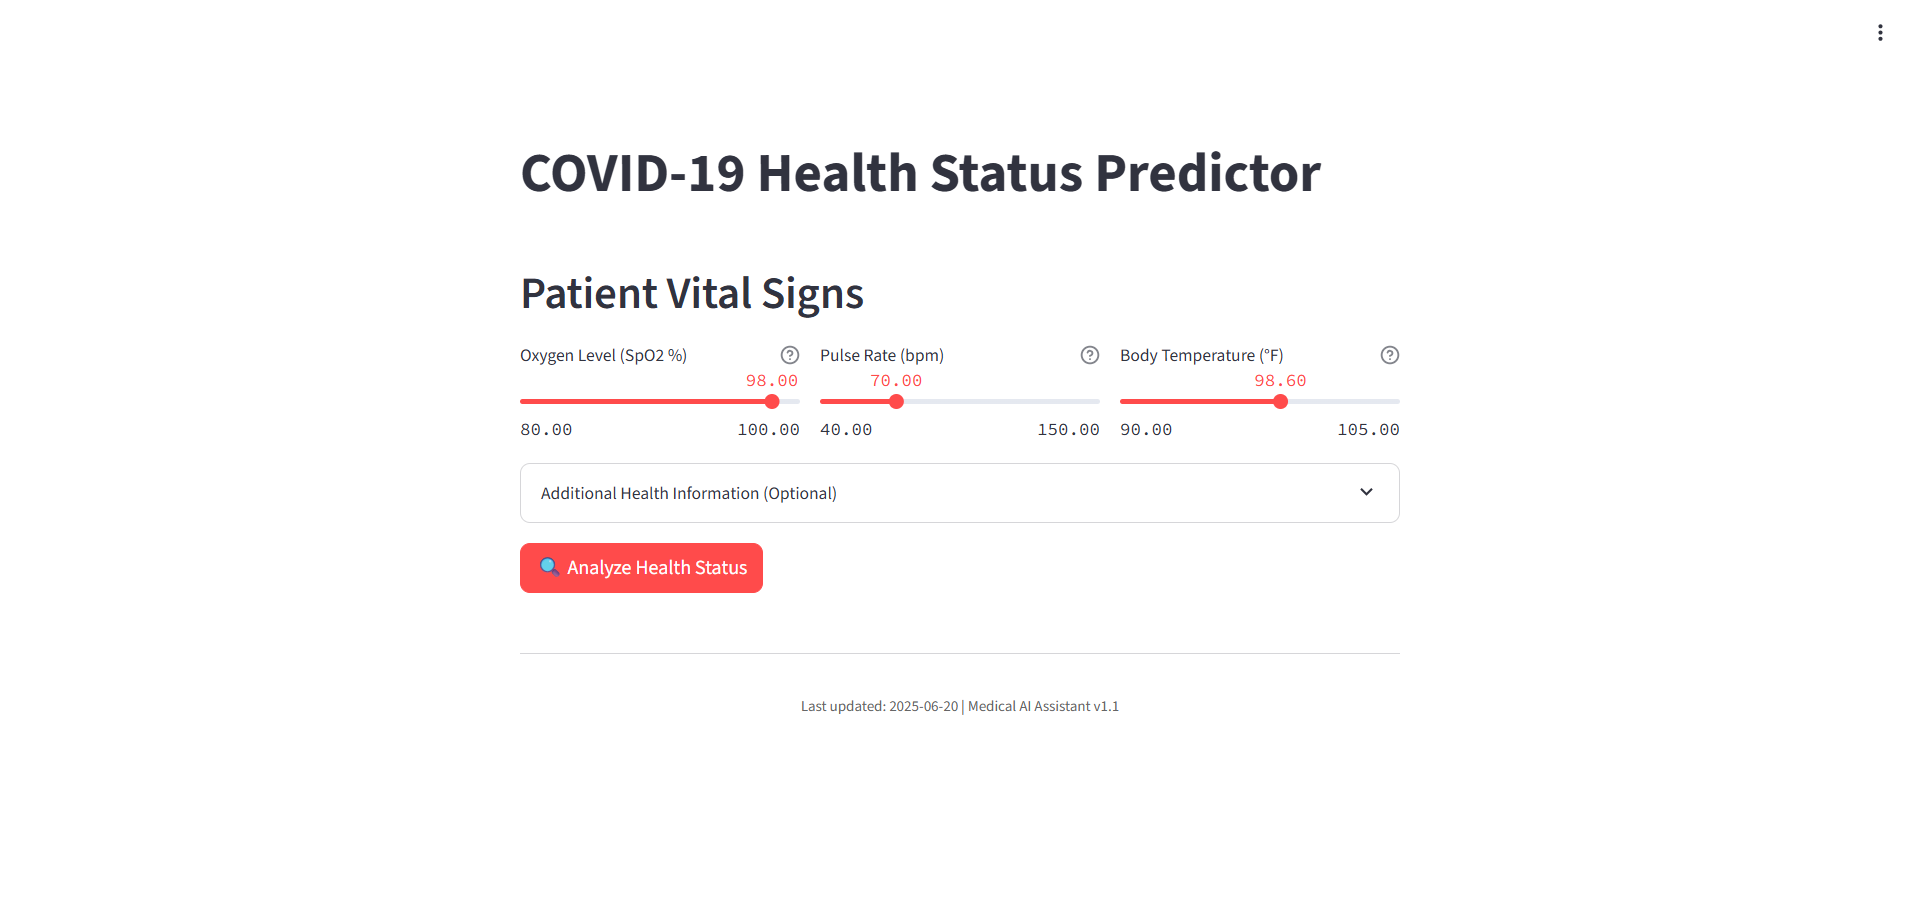 COVID-19 Health Status Predictor
Patient Vital Signs
Oxygen Level (SpO2 %)
98.00
80.00 100.00
Pulse Rate (bpm)
70.00
40.00 150.00
Body Temperature (°F)
98.60
90.00 105.00
Additional Health Information (Optional)
Analyze Health Status
Last updated: 2025-06-20 | Medical AI Assistant v1.1